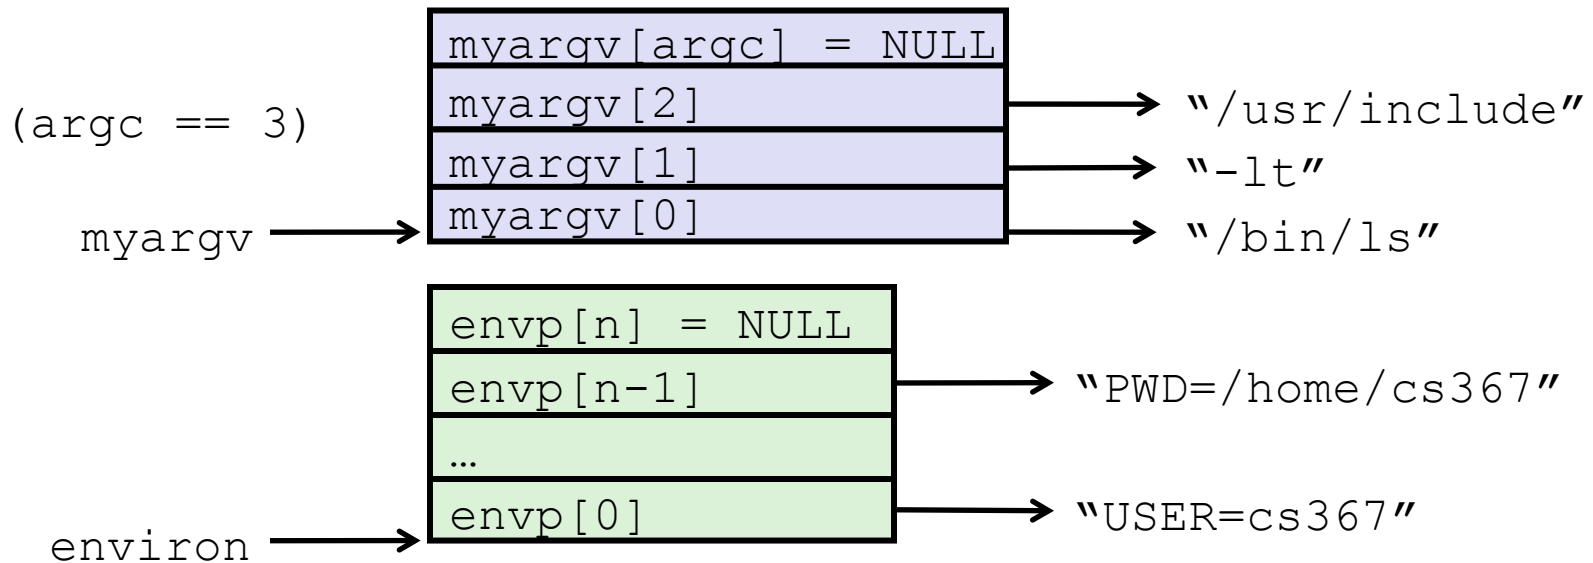 myargv[argc] = NULL
(argc == 3)
myargv[2]
“/usr/include”
myargv[1]
“-lt”
myargv
myargv[0]
“/bin/ls”
envp[n] = NULL
envp[n-1]
“PWD=/home/cs367”
…
envp[0]
“USER=cs367”
environ